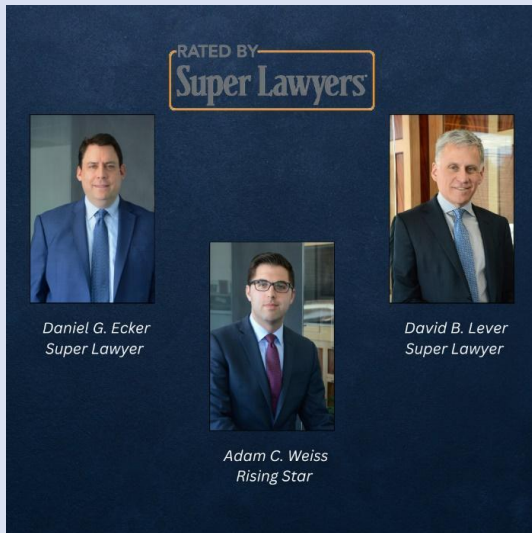 RATED BY
Super Lawyers
Daniel G. Ecker
Super Lawyer
David B. Lever
Super Lawyer
Adam C. Weiss
Rising Star